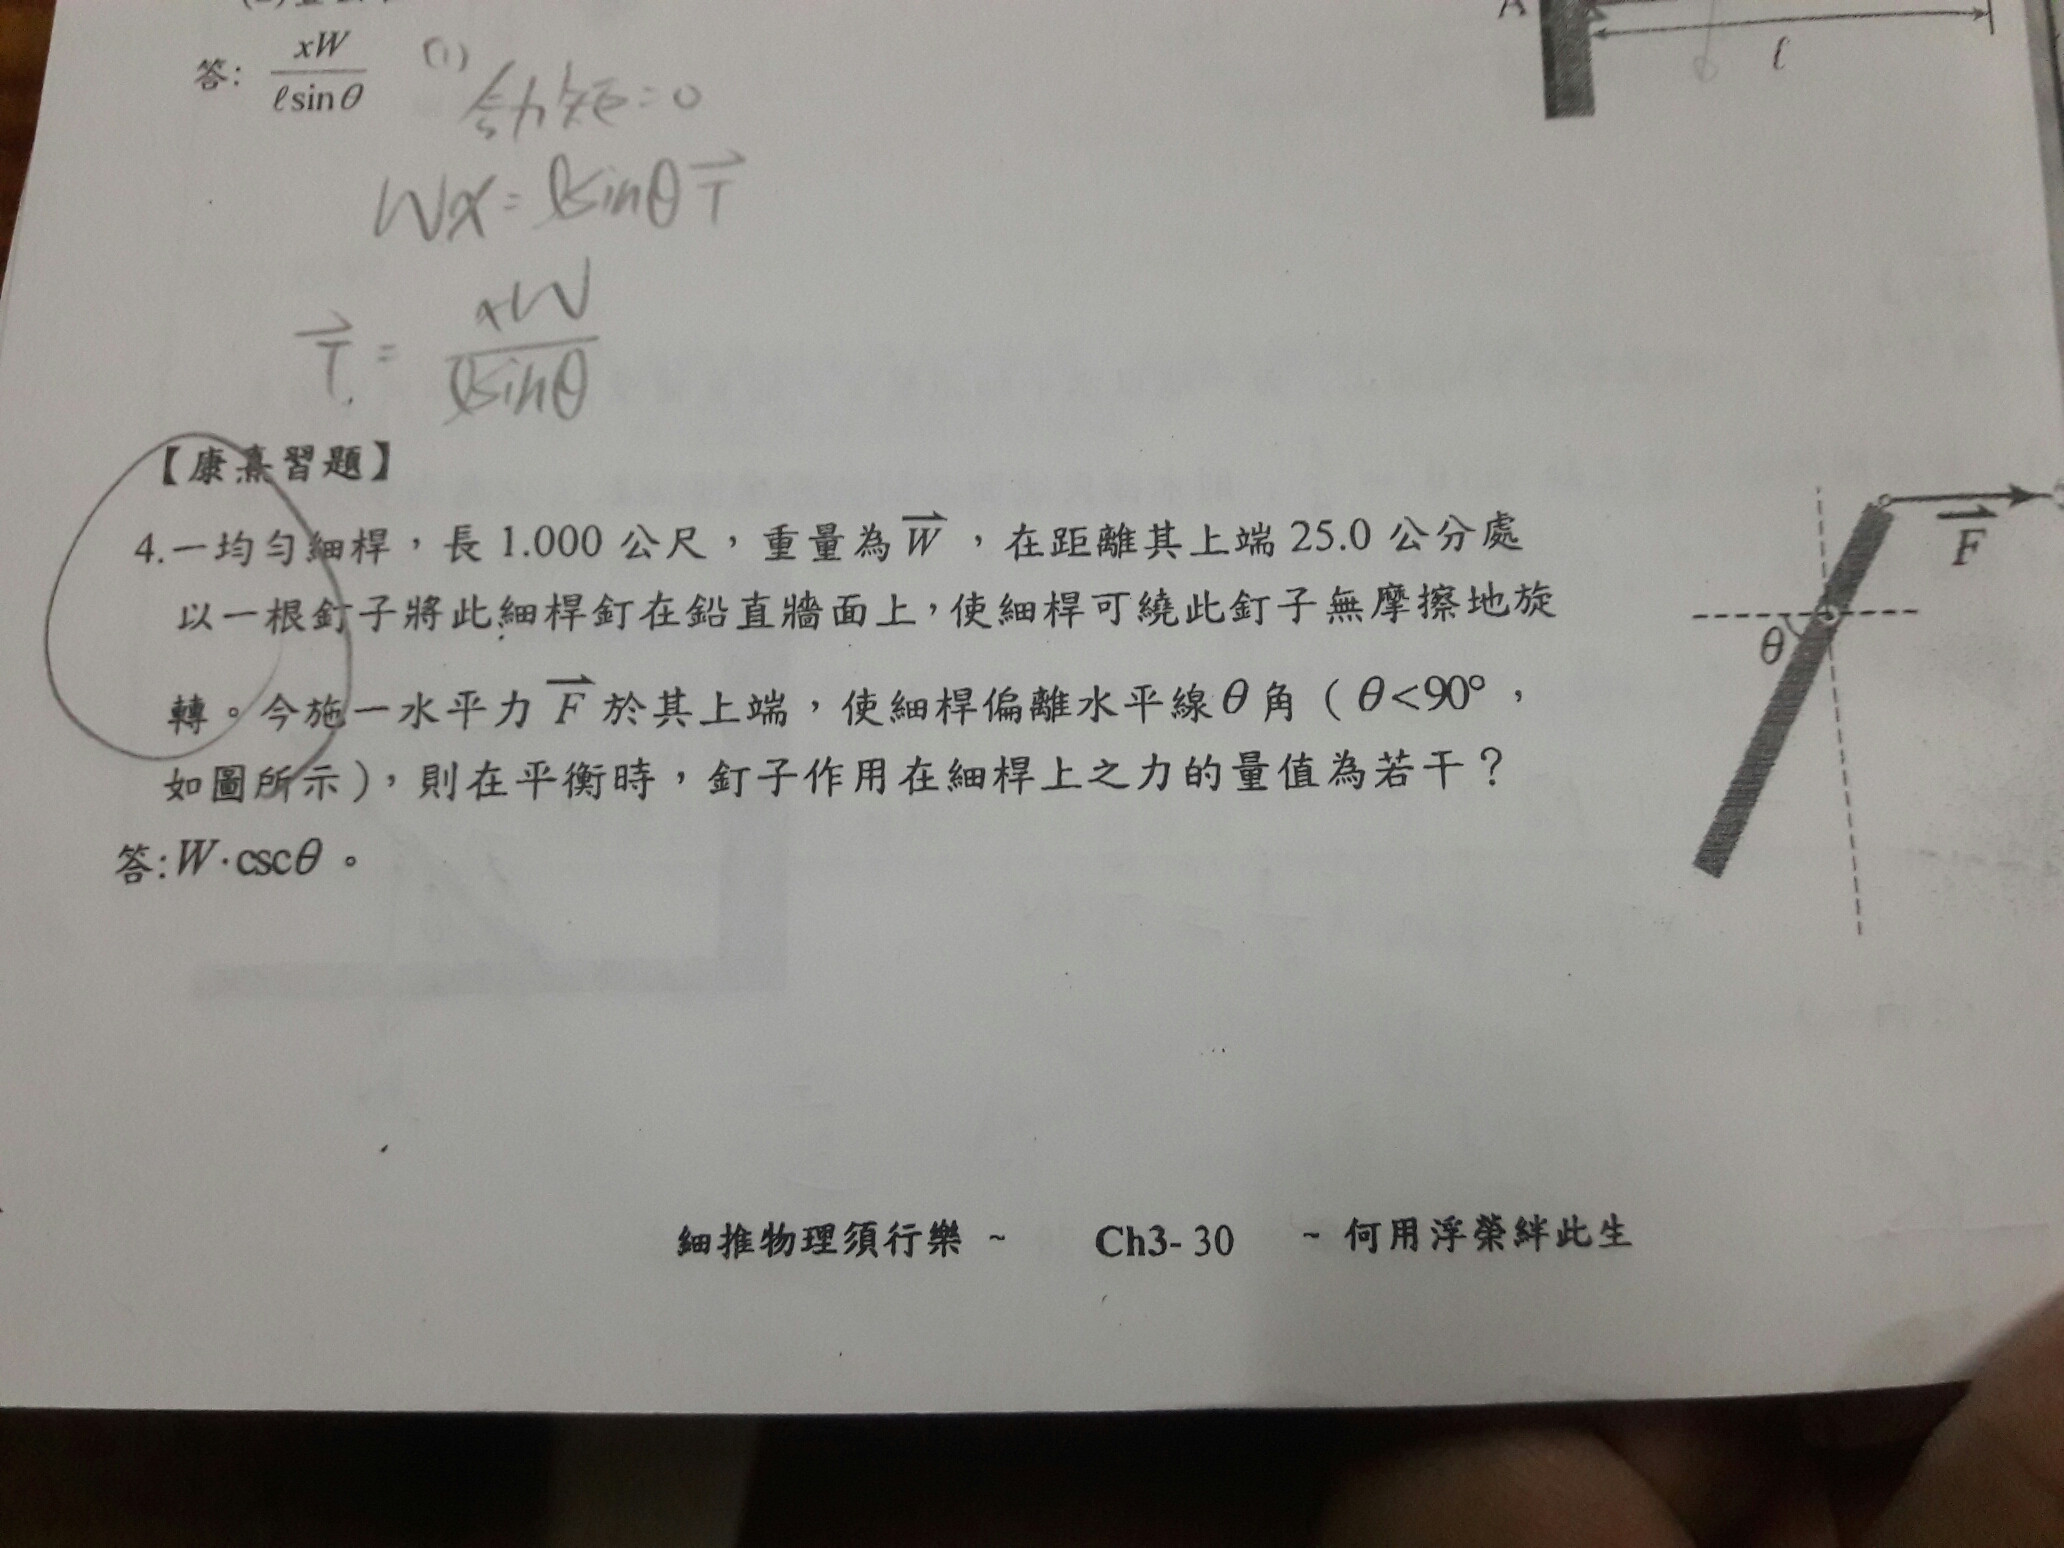 A
ℓ
答: xW / ℓsinθ
(1) 合力矩=0
Wx = ℓsinθ T
T = xW / ℓsinθ
【康熹習題】
4.一均勻細桿，長 1.000 公尺，重量為 W ，在距離其上端 25.0 公分處
以一根釘子將此細桿釘在鉛直牆面上，使細桿可繞此釘子無摩擦地旋
轉。今施一水平力 F 於其上端，使細桿偏離水平線 θ 角（ θ<90°，
如圖所示），則在平衡時，釘子作用在細桿上之力的量值為若干？
答:W·cscθ。
F
θ
細推物理須行樂 ~ Ch3- 30 ~ 何用浮榮絆此生